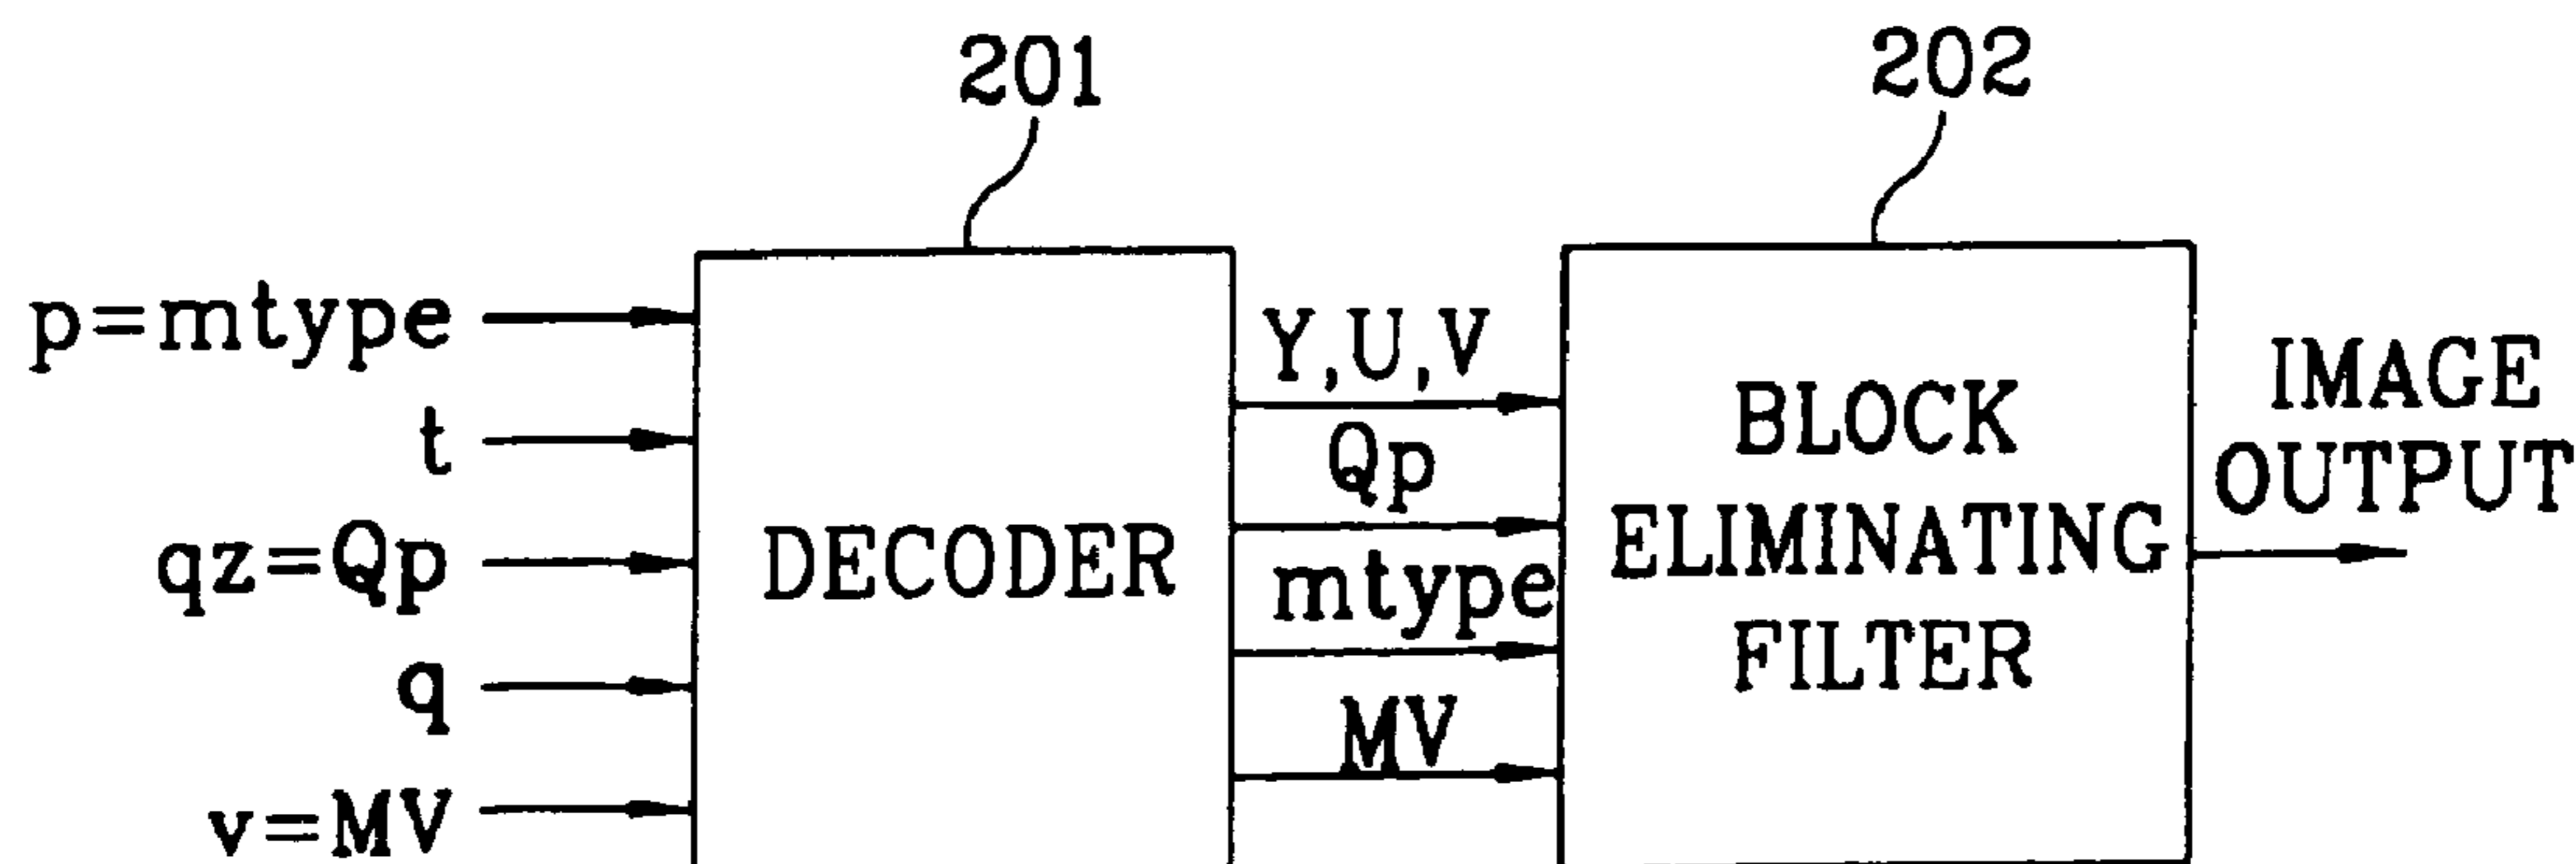 201
202
p=mtype
t
qz=Qp
q
v=MV
DECODER
Y,U,V
Qp
mtype
MV
BLOCK
ELIMINATING
FILTER
IMAGE
OUTPUT